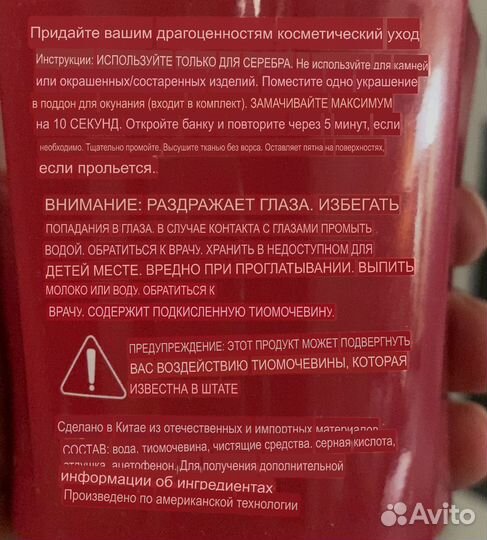 Придайте вашим драгоценностям косметический уход
Инструкции: ИСПОЛЬЗУЙТЕ ТОЛЬКО ДЛЯ СЕРЕБРА. Не используйте для камней
или окрашенных/состаренных изделий. Поместите одно украшение
в поддон для окунания (входит в комплект). ЗАМАЧИВАЙТЕ МАКСИМУМ
на 10 СЕКУНД. Откройте банку и повторите через 5 минут, если
необходимо. Тщательно промойте. Высушите тканью без ворса. Оставляет пятна на поверхностях,
если прольется.
ВНИМАНИЕ: РАЗДРАЖАЕТ ГЛАЗА. ИЗБЕГАТЬ
ПОПАДАНИЯ В ГЛАЗА. В СЛУЧАЕ КОНТАКТА С ГЛАЗАМИ ПРОМЫТЬ
ВОДОЙ. ОБРАТИТЬСЯ К ВРАЧУ. ХРАНИТЬ В НЕДОСТУПНОМ ДЛЯ
ДЕТЕЙ МЕСТЕ. ВРЕДНО ПРИ ПРОГЛАТЫВАНИИ. ВЫПИТЬ
МОЛОКО ИЛИ ВОДУ. ОБРАТИТЬСЯ К
ВРАЧУ. СОДЕРЖИТ ПОДКИСЛЕННУЮ ТИОМОЧЕВИНУ.
ПРЕДУПРЕЖДЕНИЕ: ЭТОТ ПРОДУКТ МОЖЕТ ПОДВЕРГНУТЬ
ВАС ВОЗДЕЙСТВИЮ ТИОМОЧЕВИНЫ, КОТОРАЯ
ИЗВЕСТНА В ШТАТЕ
Сделано в Китае из отечественных и импортных материалов
СОСТАВ: вода, тиомочевина, чистящие средства, серная кислота,
отдушка, ацетофенон. Для получения дополнительной
информации об ингредиентах
Произведено по американской технологии
Avito